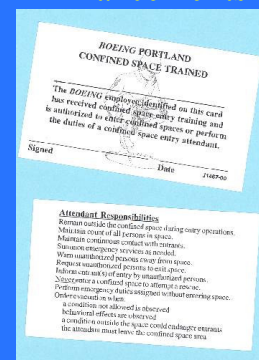 BOEING PORTLAND
CONFINED SPACE TRAINED
The BOEING employee identified on this card
has received confined space entry training and
is authorized to enter confined spaces or perform
the duties of a confined space entry attendant.
Signed
Date
Attendant Responsibilities
Remain outside the confined space during entry operations.
Maintain count of all persons in space.
Maintain continuous contact with entrants.
Summon emergency services as needed.
Warn unauthorized persons away from space.
Request unauthorized persons to exit space.
Inform entrant(s) of entry by unauthorized persons.
Never enter a confined space to attempt a rescue.
Perform emergency duties assigned without entering space.
Order evacuation when:
a condition not allowed is observed
behavioral effects are observed
a condition outside the space could endanger entrants
the attendant must leave the confined space area